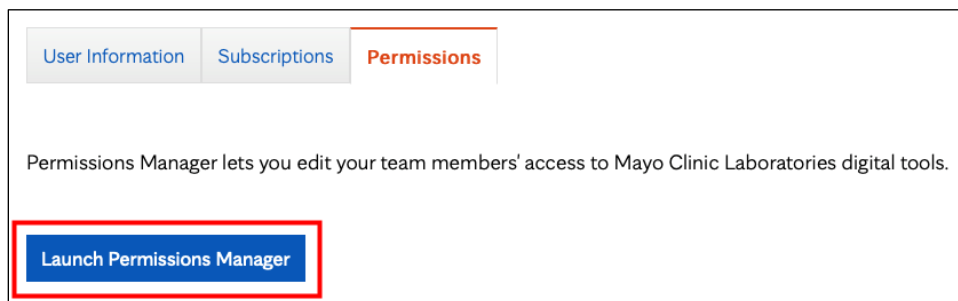 User Information Subscriptions Permissions
Permissions Manager lets you edit your team members' access to Mayo Clinic Laboratories digital tools.
Launch Permissions Manager